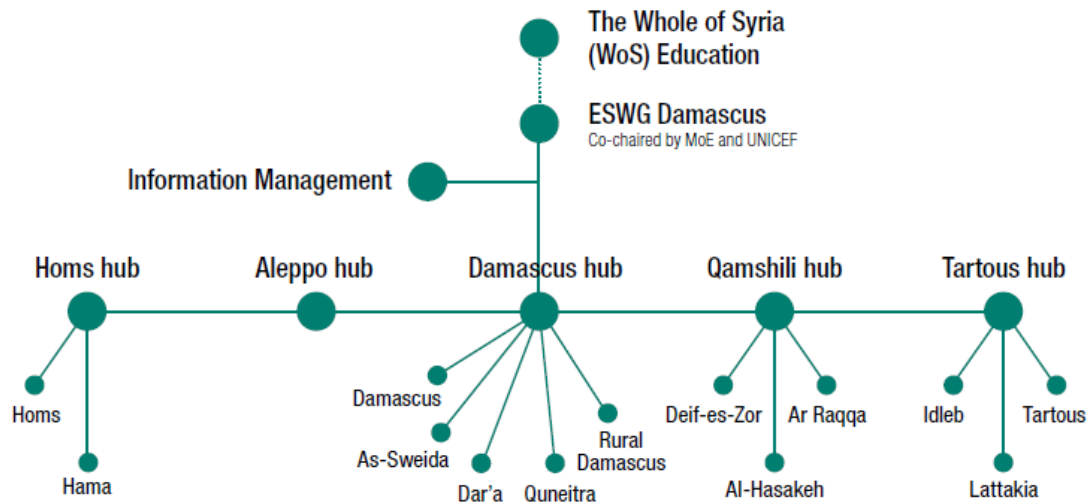 The Whole of Syria
(WoS) Education
ESWG Damascus
Co-chaired by MoE and UNICEF
Information Management
Homs hub
Aleppo hub
Damascus hub
Qamshili hub
Tartous hub
Homs
Hama
Damascus
As-Sweida
Dar'a
Quneitra
Rural
Damascus
Deif-es-Zor
Al-Hasakeh
Ar Raqqa
Idleb
Lattakia
Tartous